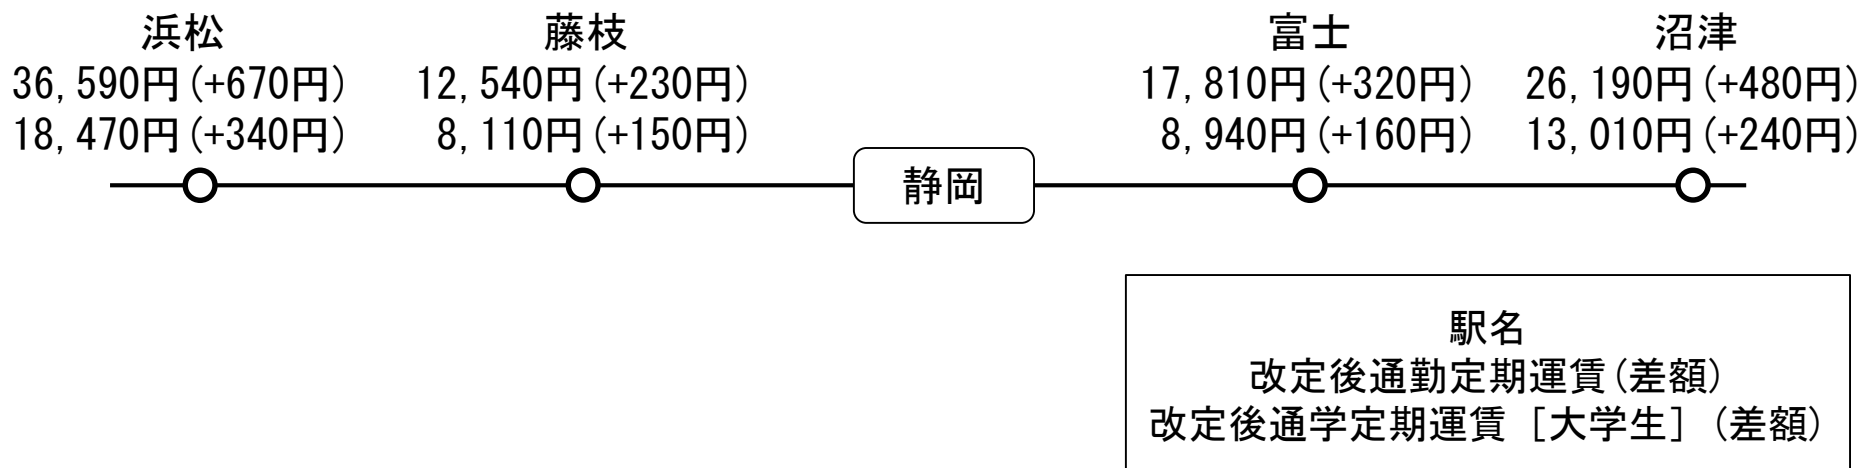 浜松
36,590円(+670円)
18,470円(+340円)
藤枝
12,540円(+230円)
8,110円(+150円)
静岡
富士
17,810円(+320円)
8,940円(+160円)
沼津
26,190円(+480円)
13,010円(+240円)
駅名
改定後通勤定期運賃(差額)
改定後通学定期運賃［大学生］(差額)